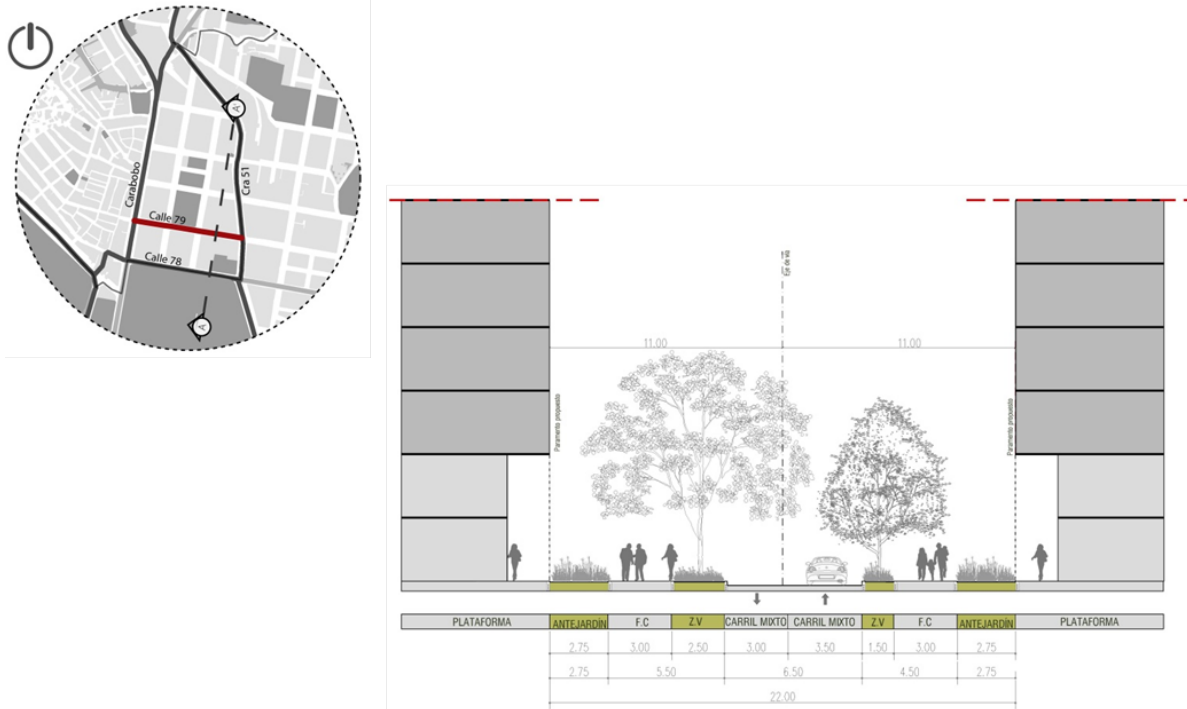 Carabobo
Cra 51
Calle 79
Calle 78
A
A
Eje de vía
11.00 11.00
Paramento propuesto
Paramento propuesto
PLATAFORMA ANTEJARDÍN F.C Z.V CARRIL MIXTO CARRIL MIXTO Z.V F.C ANTEJARDÍN PLATAFORMA
2.75 3.00 2.50 3.00 3.50 1.50 3.00 2.75
2.75 5.50 6.50 4.50 2.75
22.00